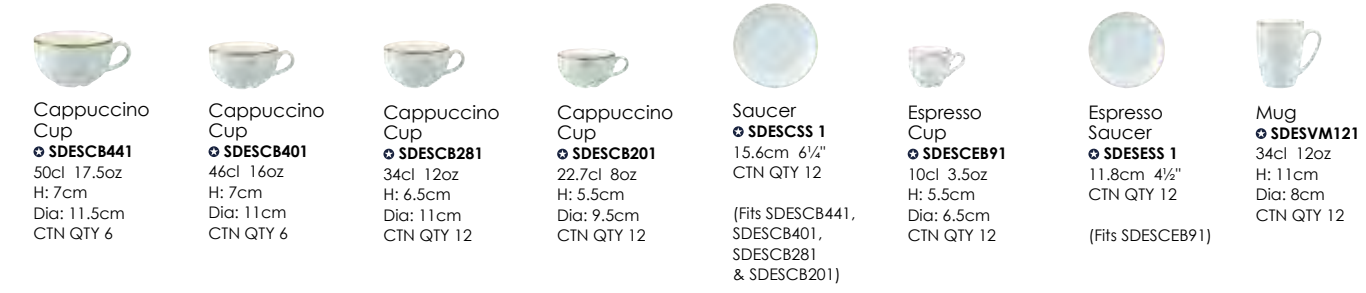 Cappuccino
Cup
✪ SDESCB441
50cl 17.5oz
H: 7cm
Dia: 11.5cm
CTN QTY 6
Cappuccino
Cup
✪ SDESCB401
46cl 16oz
H: 7cm
Dia: 11cm
CTN QTY 6
Cappuccino
Cup
✪ SDESCB281
34cl 12oz
H: 6.5cm
Dia: 11cm
CTN QTY 12
Cappuccino
Cup
✪ SDESCB201
22.7cl 8oz
H: 5.5cm
Dia: 9.5cm
CTN QTY 12
Saucer
✪ SDESCSS 1
15.6cm 6¼"
CTN QTY 12
(Fits SDESCB441,
SDESCB401,
SDESCB281
& SDESCB201)
Espresso
Cup
✪ SDESCEB91
10cl 3.5oz
H: 5.5cm
Dia: 6.5cm
CTN QTY 12
Espresso
Saucer
✪ SDESESS 1
11.8cm 4½"
CTN QTY 12
(Fits SDESCEB91)
Mug
✪ SDESVM121
34cl 12oz
H: 11cm
Dia: 8cm
CTN QTY 12